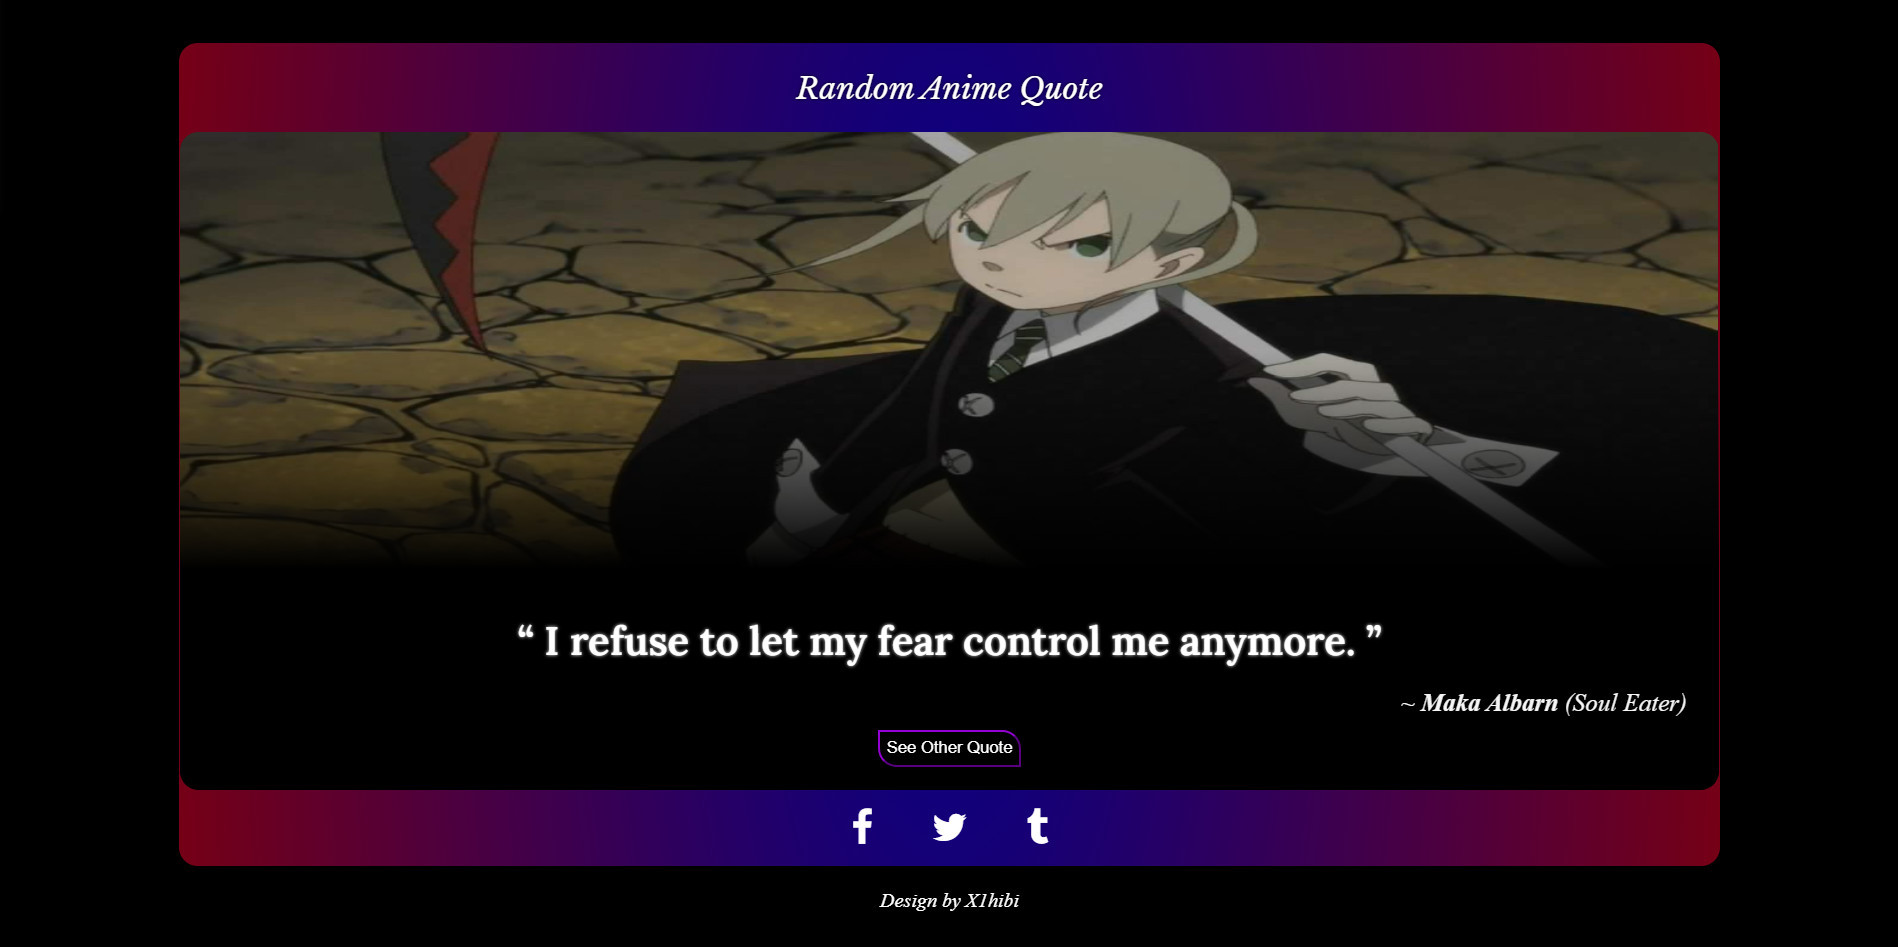 Random Anime Quote
“ I refuse to let my fear control me anymore. ”
~ Maka Albarn (Soul Eater)
See Other Quote
Design by X1hibi